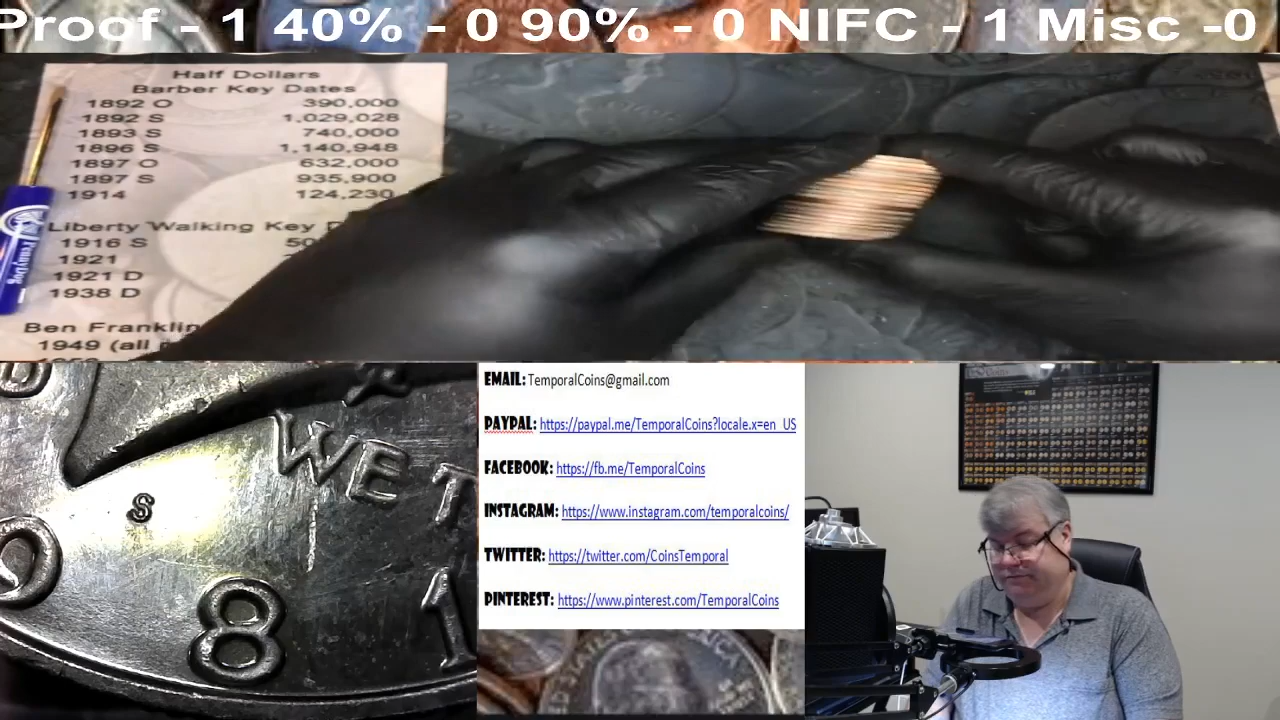 Proof - 1 40% - 0 90% - 0 NIFC - 1 Misc -0
Half Dollars
Barber Key Dates
1892 O 390,000
1892 S 1,029,028
1893 S 740,000
1896 S 1,140,948
1897 O 632,000
1897 S 935,900
1914 124,230
Liberty Walking Key
1916 S
1921
1921 D
1938 D
Ben Franklin
1949 (all
WE T
S
8 1
EMAIL: TemporalCoins@gmail.com
PAYPAL: https://paypal.me/TemporalCoins?locale.x=en_US
FACEBOOK: https://fb.me/TemporalCoins
INSTAGRAM: https://www.instagram.com/temporalcoins/
TWITTER: https://twitter.com/CoinsTemporal
PINTEREST: https://www.pinterest.com/TemporalCoins